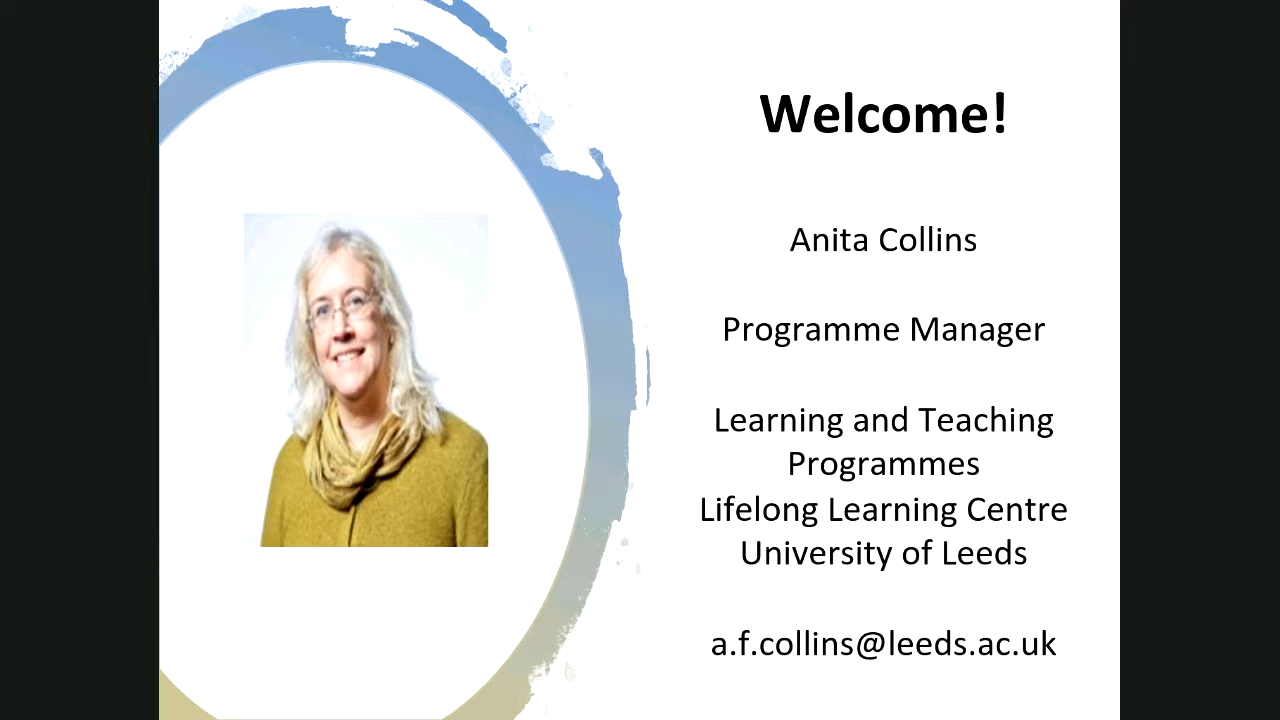 Welcome!
Anita Collins
Programme Manager
Learning and Teaching
Programmes
Lifelong Learning Centre
University of Leeds
a.f.collins@leeds.ac.uk